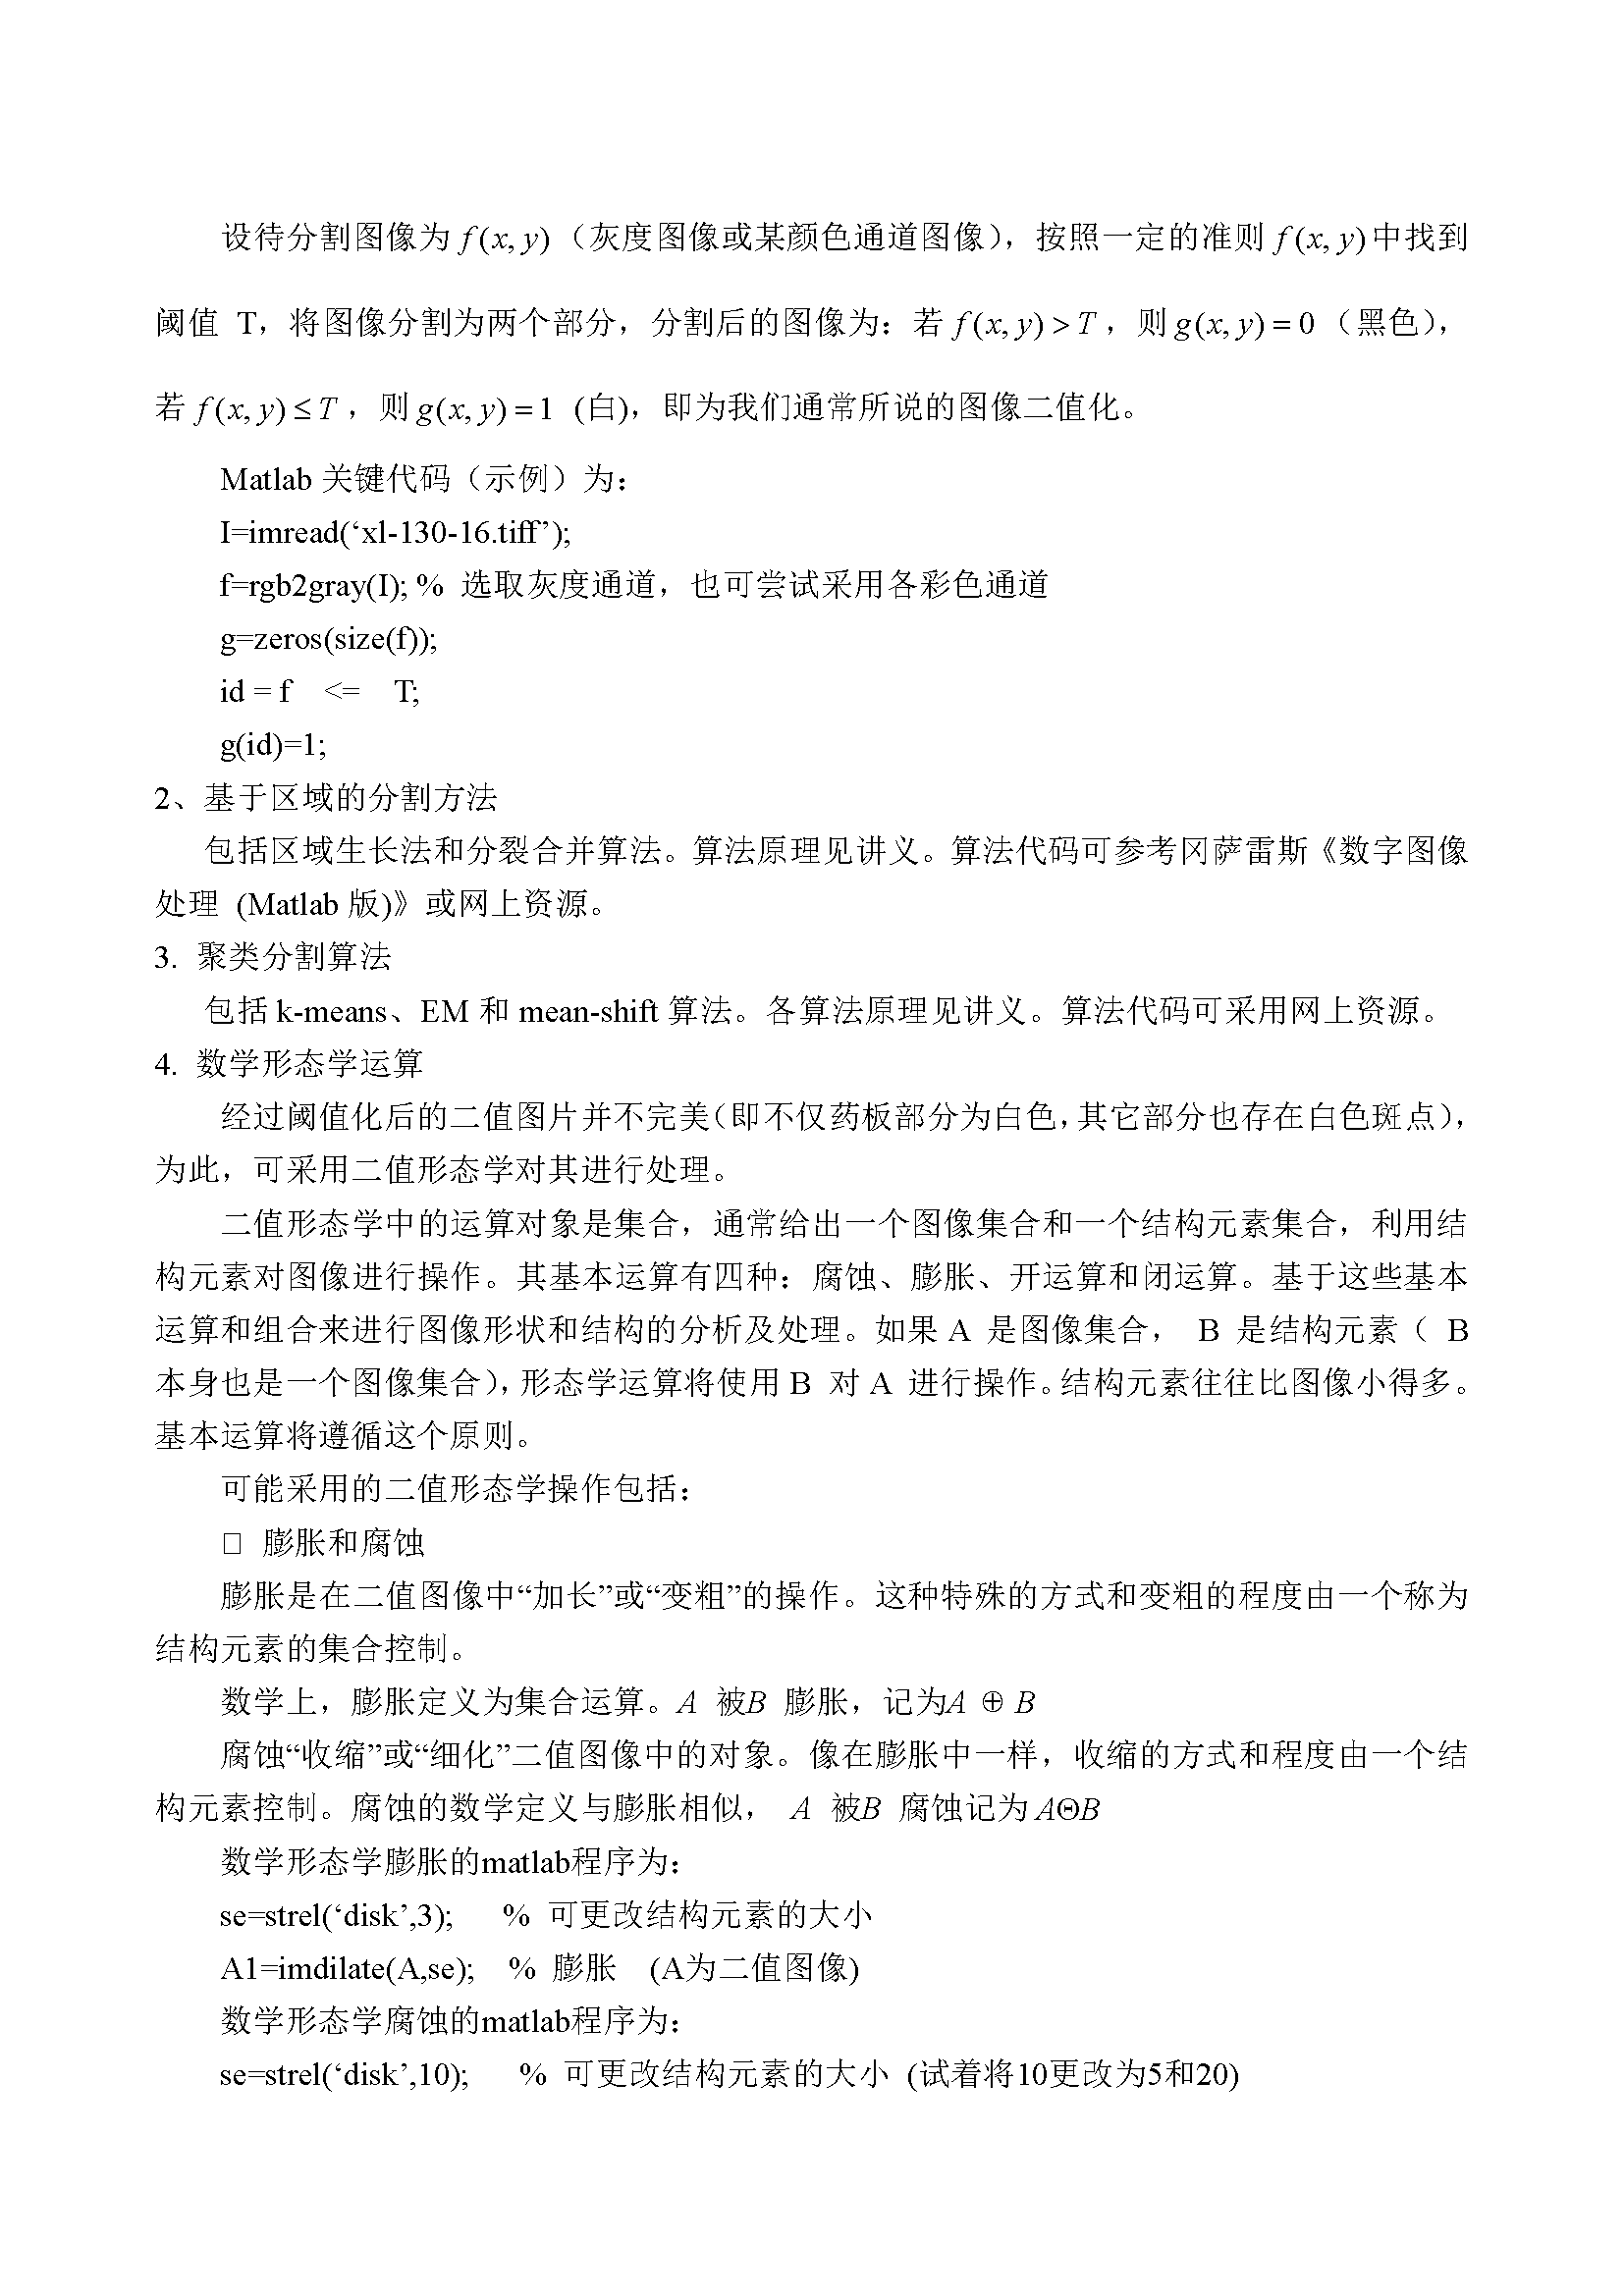 设待分割图像为 f(x, y)（灰度图像或某颜色通道图像），按照一定的准则 f(x, y)中找到
阈值 T，将图像分割为两个部分，分割后的图像为：若 f(x, y) > T，则 g(x, y) = 0（黑色），
若 f(x, y) ≤ T，则 g(x, y) = 1 (白)，即为我们通常所说的图像二值化。
Matlab 关键代码（示例）为：
I=imread(‘xl-130-16.tiff’);
f=rgb2gray(I); % 选取灰度通道，也可尝试采用各彩色通道
g=zeros(size(f));
id = f <= T;
g(id)=1;
2、基于区域的分割方法
包括区域生长法和分裂合并算法。算法原理见讲义。算法代码可参考冈萨雷斯《数字图像
处理 (Matlab 版)》或网上资源。
3. 聚类分割算法
包括 k-means、EM 和 mean-shift 算法。各算法原理见讲义。算法代码可采用网上资源。
4. 数学形态学运算
经过阈值化后的二值图片并不完美（即不仅药板部分为白色，其它部分也存在白色斑点），
为此，可采用二值形态学对其进行处理。
二值形态学中的运算对象是集合，通常给出一个图像集合和一个结构元素集合，利用结
构元素对图像进行操作。其基本运算有四种：腐蚀、膨胀、开运算和闭运算。基于这些基本
运算和组合来进行图像形状和结构的分析及处理。如果 A 是图像集合， B 是结构元素（ B
本身也是一个图像集合），形态学运算将使用 B 对 A 进行操作。结构元素往往比图像小得多。
基本运算将遵循这个原则。
可能采用的二值形态学操作包括：
□ 膨胀和腐蚀
膨胀是在二值图像中“加长”或“变粗”的操作。这种特殊的方式和变粗的程度由一个称为
结构元素的集合控制。
数学上，膨胀定义为集合运算。A 被B 膨胀，记为A ⊕ B
腐蚀“收缩”或“细化”二值图像中的对象。像在膨胀中一样，收缩的方式和程度由一个结
构元素控制。腐蚀的数学定义与膨胀相似， A 被B 腐蚀记为 AΘB
数学形态学膨胀的matlab程序为：
se=strel(‘disk’,3); % 可更改结构元素的大小
A1=imdilate(A,se); % 膨胀 (A为二值图像)
数学形态学腐蚀的matlab程序为：
se=strel(‘disk’,10); % 可更改结构元素的大小 (试着将10更改为5和20)